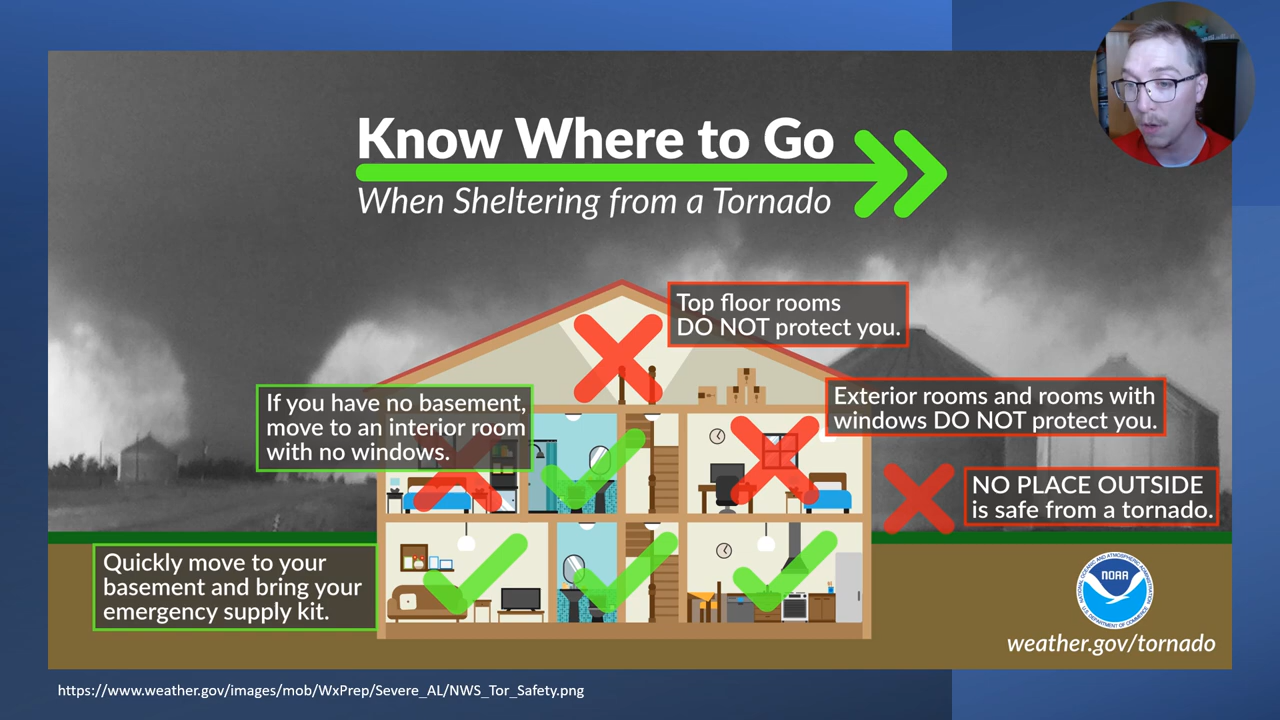 Know Where to Go
When Sheltering from a Tornado
Top floor rooms
DO NOT protect you.
If you have no basement,
move to an interior room
with no windows.
Exterior rooms and rooms with
windows DO NOT protect you.
NO PLACE OUTSIDE
is safe from a tornado.
Quickly move to your
basement and bring your
emergency supply kit.
NOAA
weather.gov/tornado
https://www.weather.gov/images/mob/WxPrep/Severe_AL/NWS_Tor_Safety.png